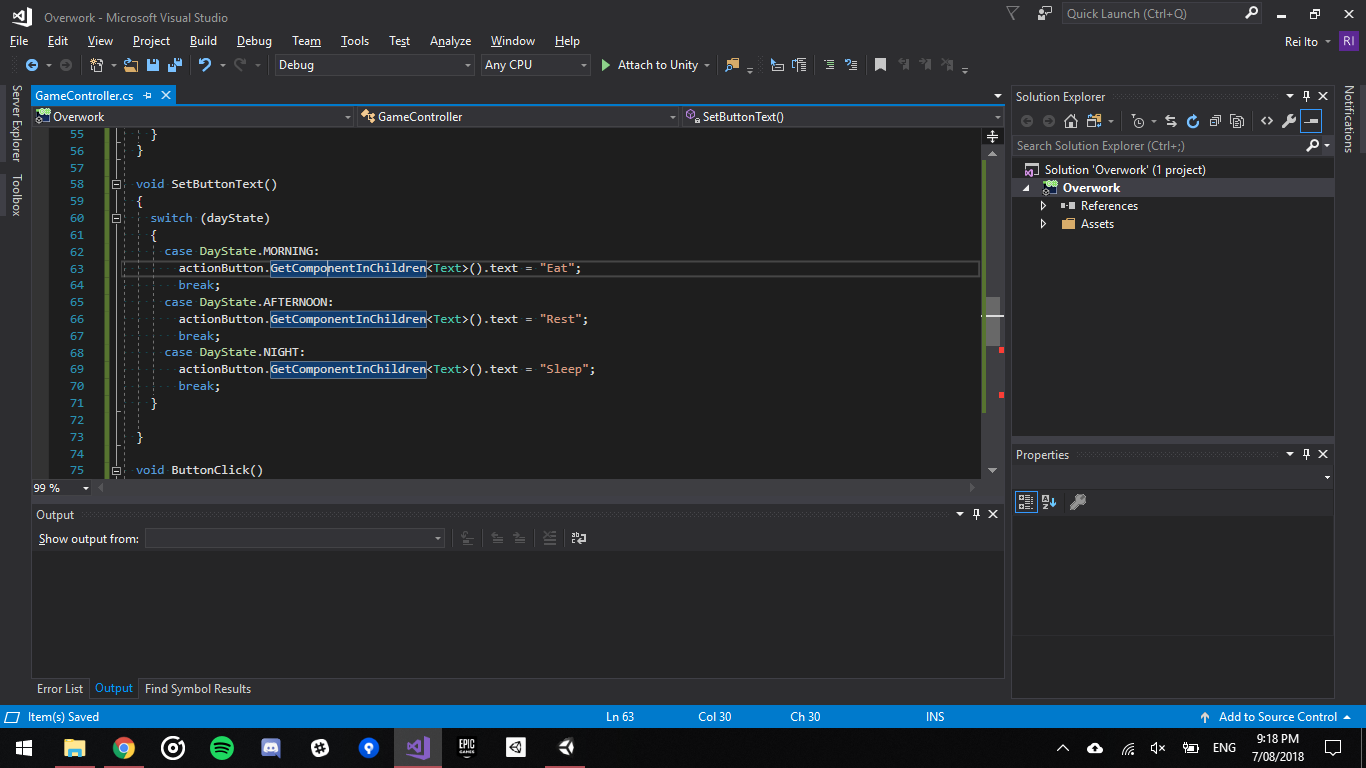 Overwork - Microsoft Visual Studio
Quick Launch (Ctrl+Q)
File Edit View Project Build Debug Team Tools Test Analyze Window Help
Rei Ito RI
Debug Any CPU Attach to Unity
Server Explorer
Toolbox
GameController.cs
Overwork GameController SetButtonText()
55 }
56 }
57
58 void SetButtonText()
59 {
60 switch (dayState)
61 {
62 case DayState.MORNING:
63 actionButton.GetComponentInChildren<Text>().text = "Eat";
64 break;
65 case DayState.AFTERNOON:
66 actionButton.GetComponentInChildren<Text>().text = "Rest";
67 break;
68 case DayState.NIGHT:
69 actionButton.GetComponentInChildren<Text>().text = "Sleep";
70 break;
71 }
72
73 }
74
75 void ButtonClick()
99 %
Output
Show output from:
Error List Output Find Symbol Results
Solution Explorer
Search Solution Explorer (Ctrl+;)
Solution 'Overwork' (1 project)
Overwork
References
Assets
Properties
Notifications
Item(s) Saved Ln 63 Col 30 Ch 30 INS Add to Source Control
EPIC
GAMES
ENG
9:18 PM
7/08/2018